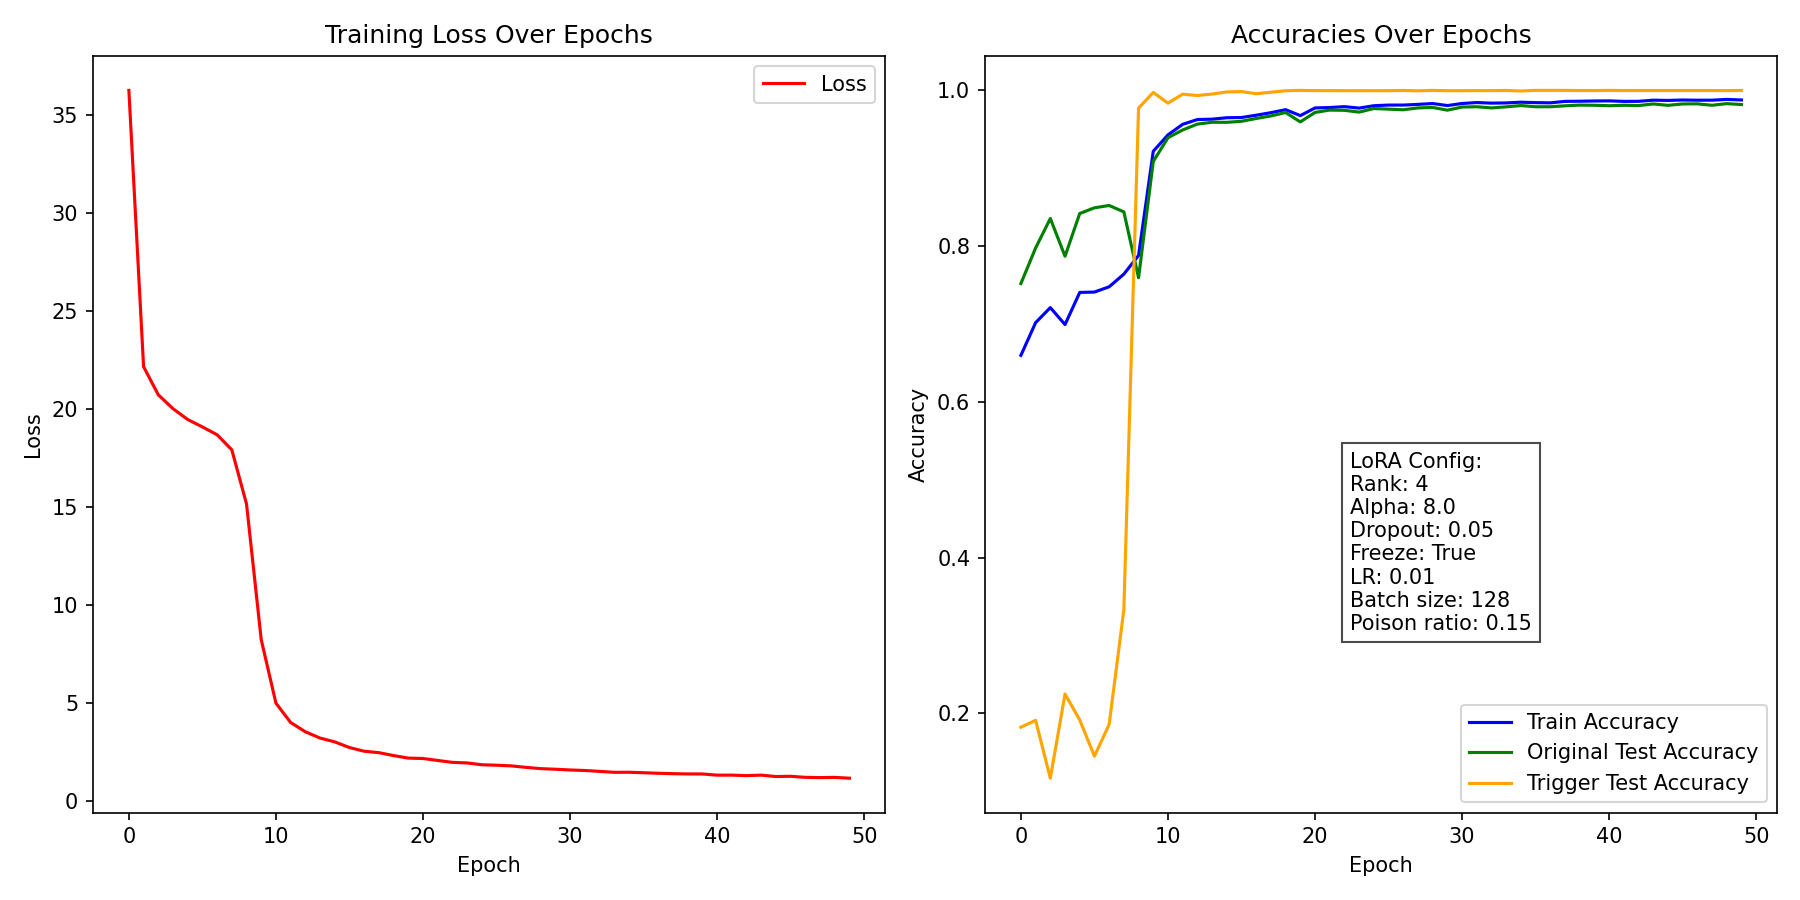 Training Loss Over Epochs
Loss
35
30
25
20
15
10
5
0
Loss
0 10 20 30 40 50
Epoch
Accuracies Over Epochs
1.0
0.8
0.6
0.4
0.2
Accuracy
LoRA Config:
Rank: 4
Alpha: 8.0
Dropout: 0.05
Freeze: True
LR: 0.01
Batch size: 128
Poison ratio: 0.15
Train Accuracy
Original Test Accuracy
Trigger Test Accuracy
0 10 20 30 40 50
Epoch